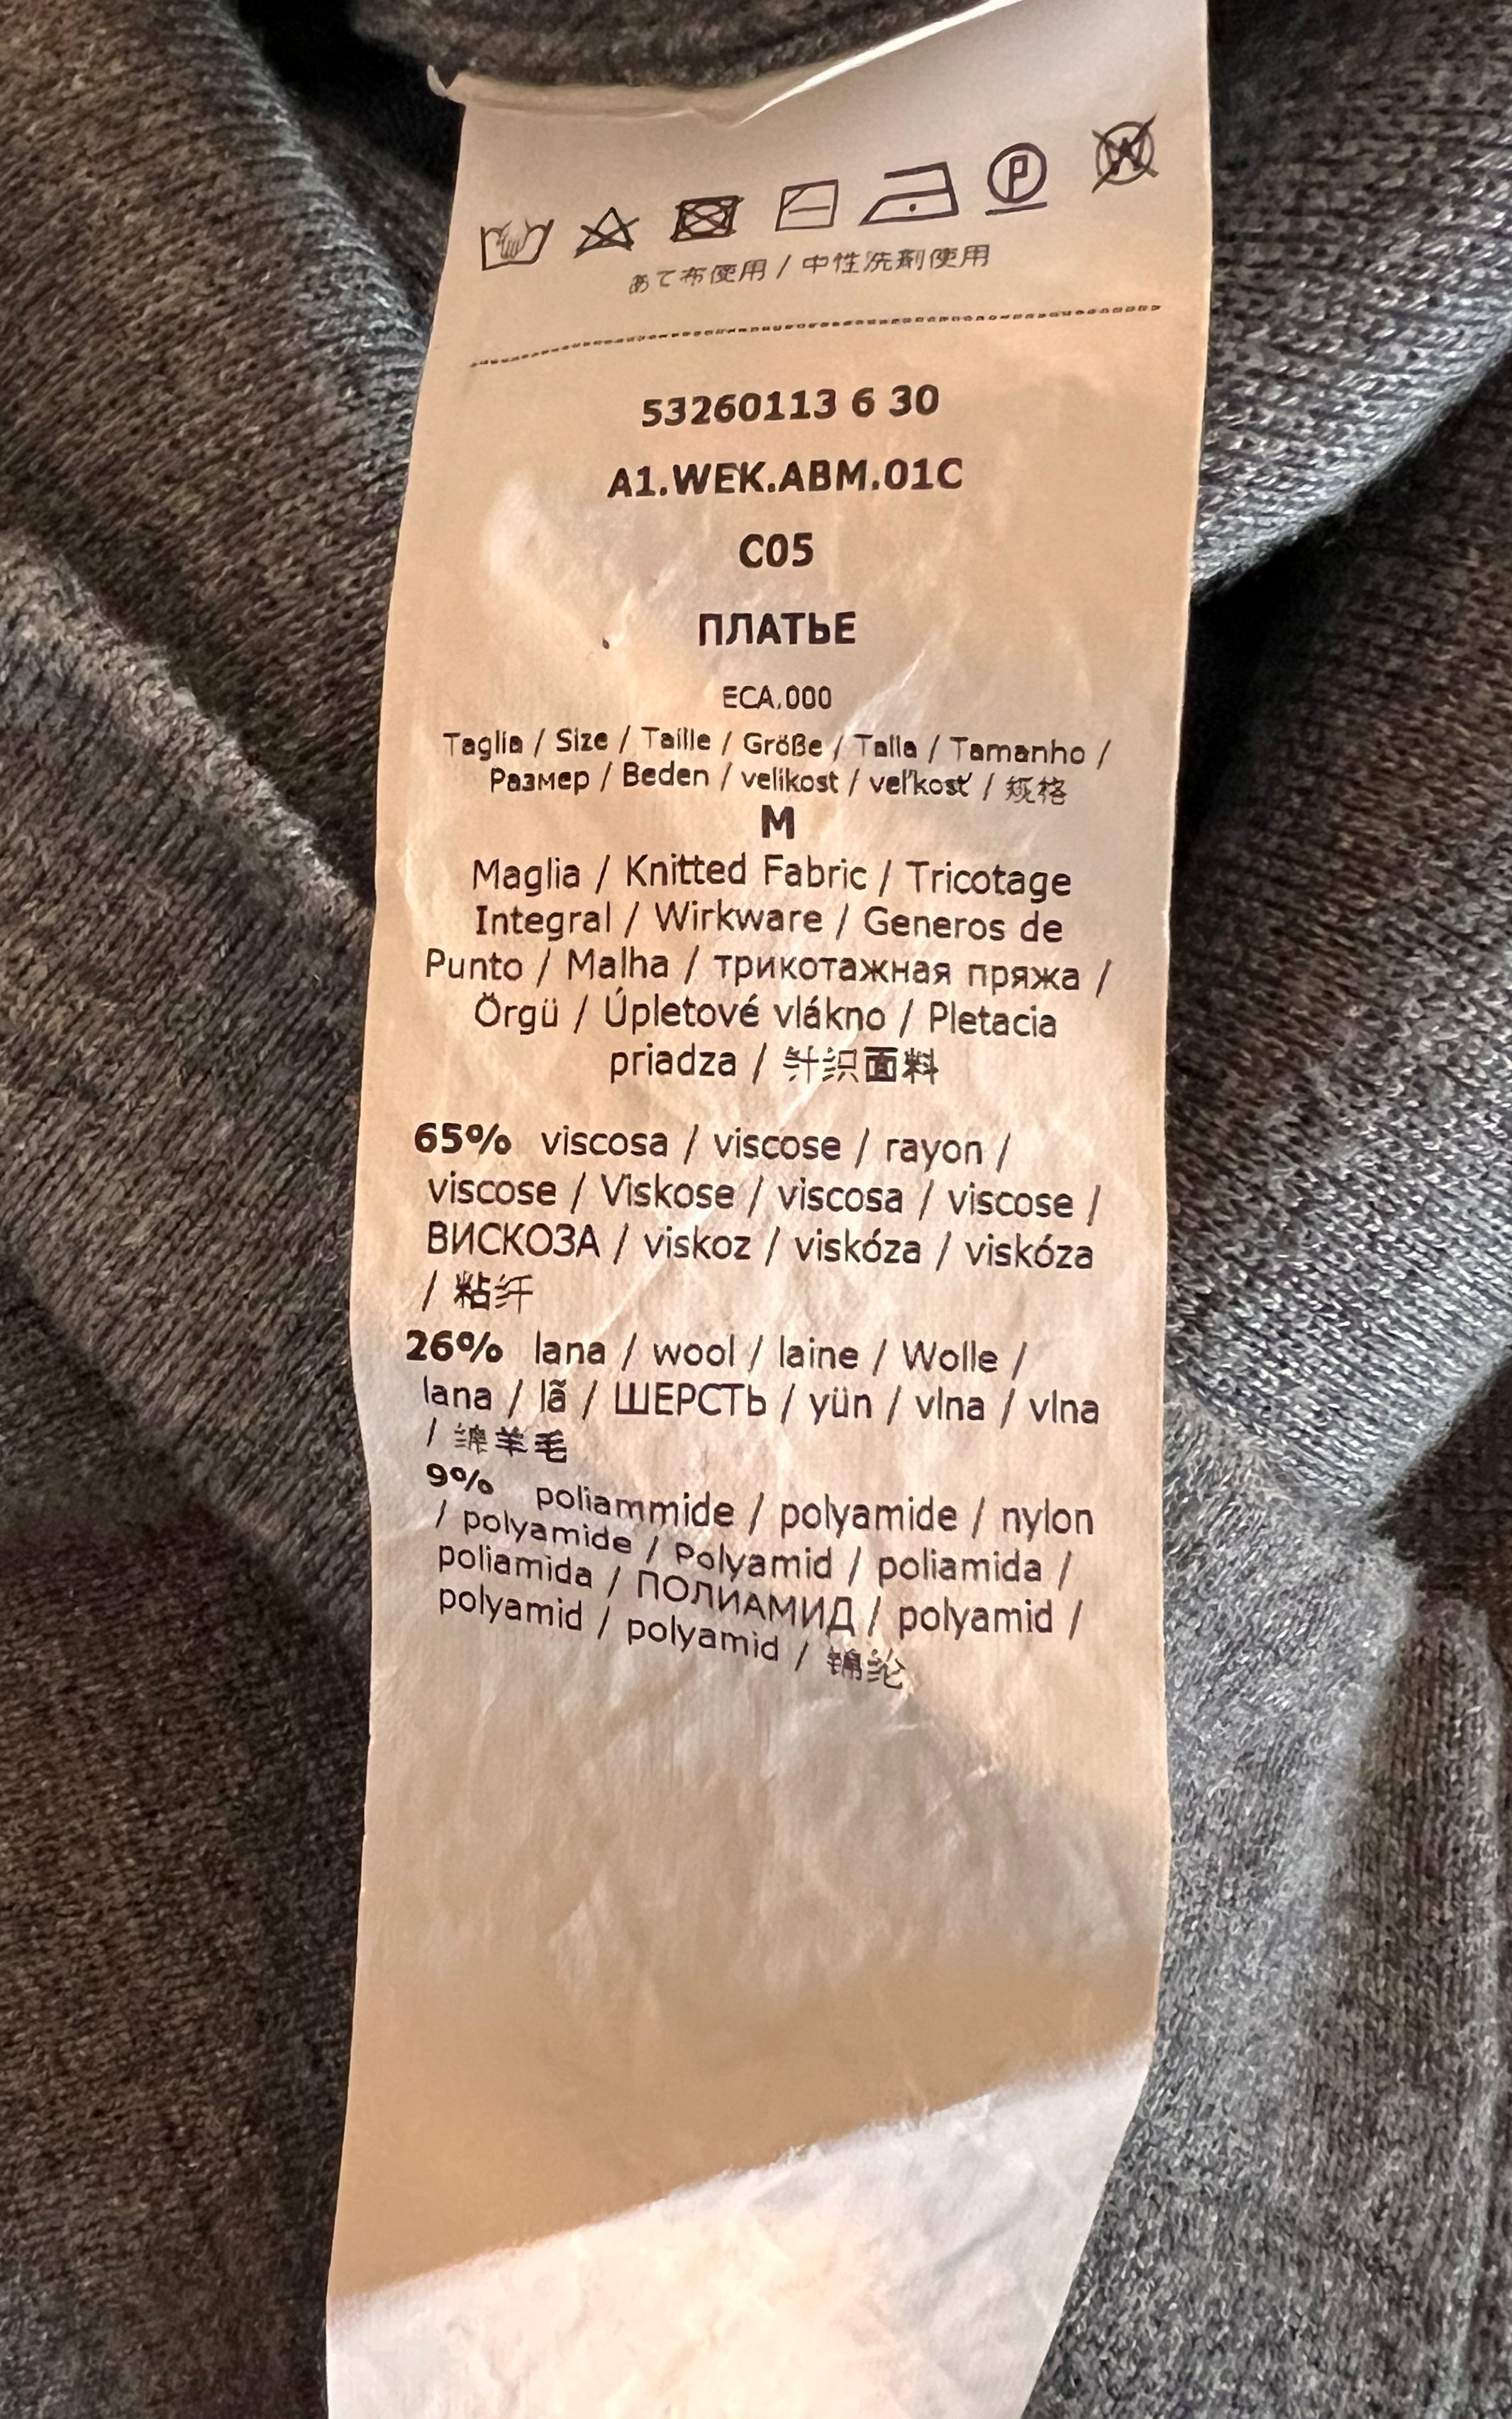 P
W
あて布使用 / 中性洗剤使用
53260113 6 30
A1.WEK.ABM.01C
C05
ПЛАТЬЕ
ECA.000
Taglia / Size / Taille / Größe / Talla / Tamanho /
Размер / Beden / velikost / veľkosť / 规格
M
Maglia / Knitted Fabric / Tricotage
Integral / Wirkware / Generos de
Punto / Malha / трикотажная пряжа /
Örgü / Úpletové vlákno / Pletacia
priadza / 针织面料
65% viscosa / viscose / rayon /
viscose / Viskose / viscosa / viscose /
ВИСКОЗА / viskoz / viskóza / viskóza
/ 粘纤
26% lana / wool / laine / Wolle /
lana / lã / ШЕРСТЬ / yün / vlna / vlna
/ 绵羊毛
9% poliammide / polyamide / nylon
/ polyamide / Polyamid / poliamida /
poliamida / ПОЛИАМИД / polyamid /
polyamid / polyamid / 锦纶